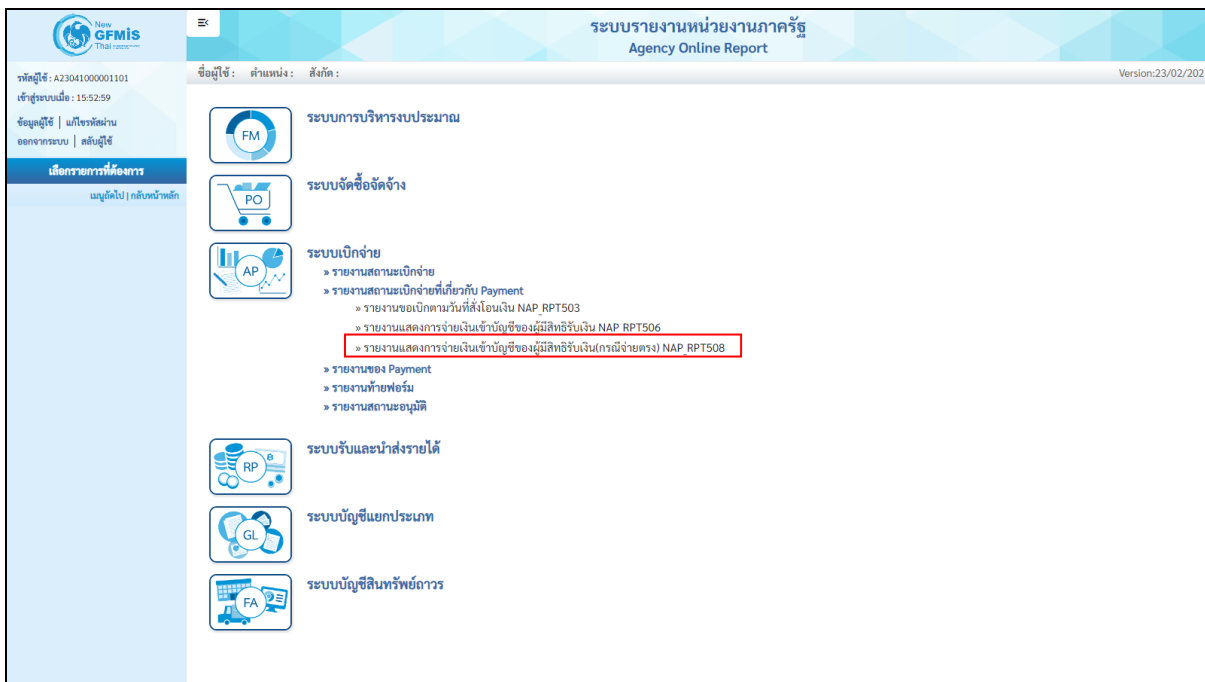 New
GFMiS
Thai
ระบบรายงานหน่วยงานภาครัฐ
Agency Online Report
ชื่อผู้ใช้ : ตำแหน่ง : สังกัด :
Version:23/02/202
รหัสผู้ใช้ : A23041000001101
เข้าสู่ระบบเมื่อ : 15:52:59
ข้อมูลผู้ใช้ | แก้ไขรหัสผ่าน
ออกจากระบบ | สลับผู้ใช้
เลือกรายการที่ต้องการ
เมนูถัดไป | กลับหน้าหลัก
FM
ระบบการบริหารงบประมาณ
PO
ระบบจัดซื้อจัดจ้าง
AP
ระบบเบิกจ่าย
» รายงานสถานะเบิกจ่าย
» รายงานสถานะเบิกจ่ายที่เกี่ยวกับ Payment
» รายงานขอเบิกตามวันที่สั่งโอนเงิน NAP_RPT503
» รายงานแสดงการจ่ายเงินเข้าบัญชีของผู้มีสิทธิรับเงิน NAP RPT506
» รายงานแสดงการจ่ายเงินเข้าบัญชีของผู้มีสิทธิรับเงิน(กรณีจ่ายตรง) NAP_RPT508
» รายงานของ Payment
» รายงานท้ายฟอร์ม
» รายงานสถานะอนุมัติ
RP
ระบบรับและนำส่งรายได้
GL
ระบบบัญชีแยกประเภท
FA
ระบบบัญชีสินทรัพย์ถาวร